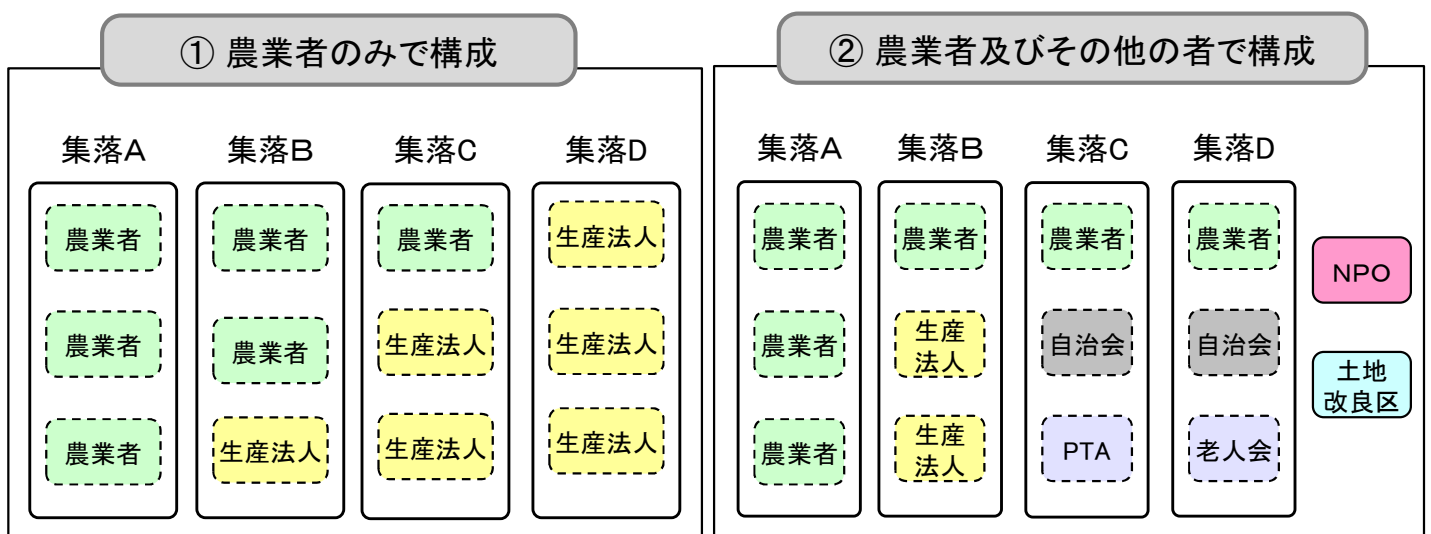 ① 農業者のみで構成
集落A
集落B
集落C
集落D
農業者
農業者
農業者
農業者
農業者
生産法人
農業者
生産法人
生産法人
生産法人
生産法人
生産法人
② 農業者及びその他の者で構成
集落A
集落B
集落C
集落D
農業者
農業者
農業者
農業者
生産
法人
生産
法人
農業者
自治会
PTA
農業者
自治会
老人会
NPO
土地
改良区